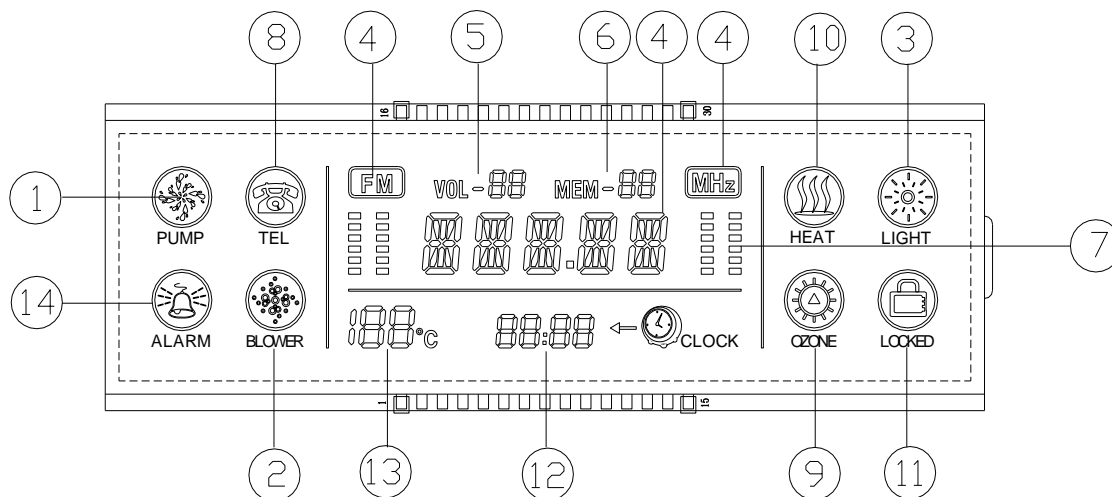 8 4 5 6 4 4 10 3
16 30
1 FM VOL-88 MEM-88 MHz
PUMP TEL HEAT LIGHT
88888.88
7
14
ALARM BLOWER 188°C 88:88 CLOCK OZONE LOCKED
1 15
2 13 12 9 11